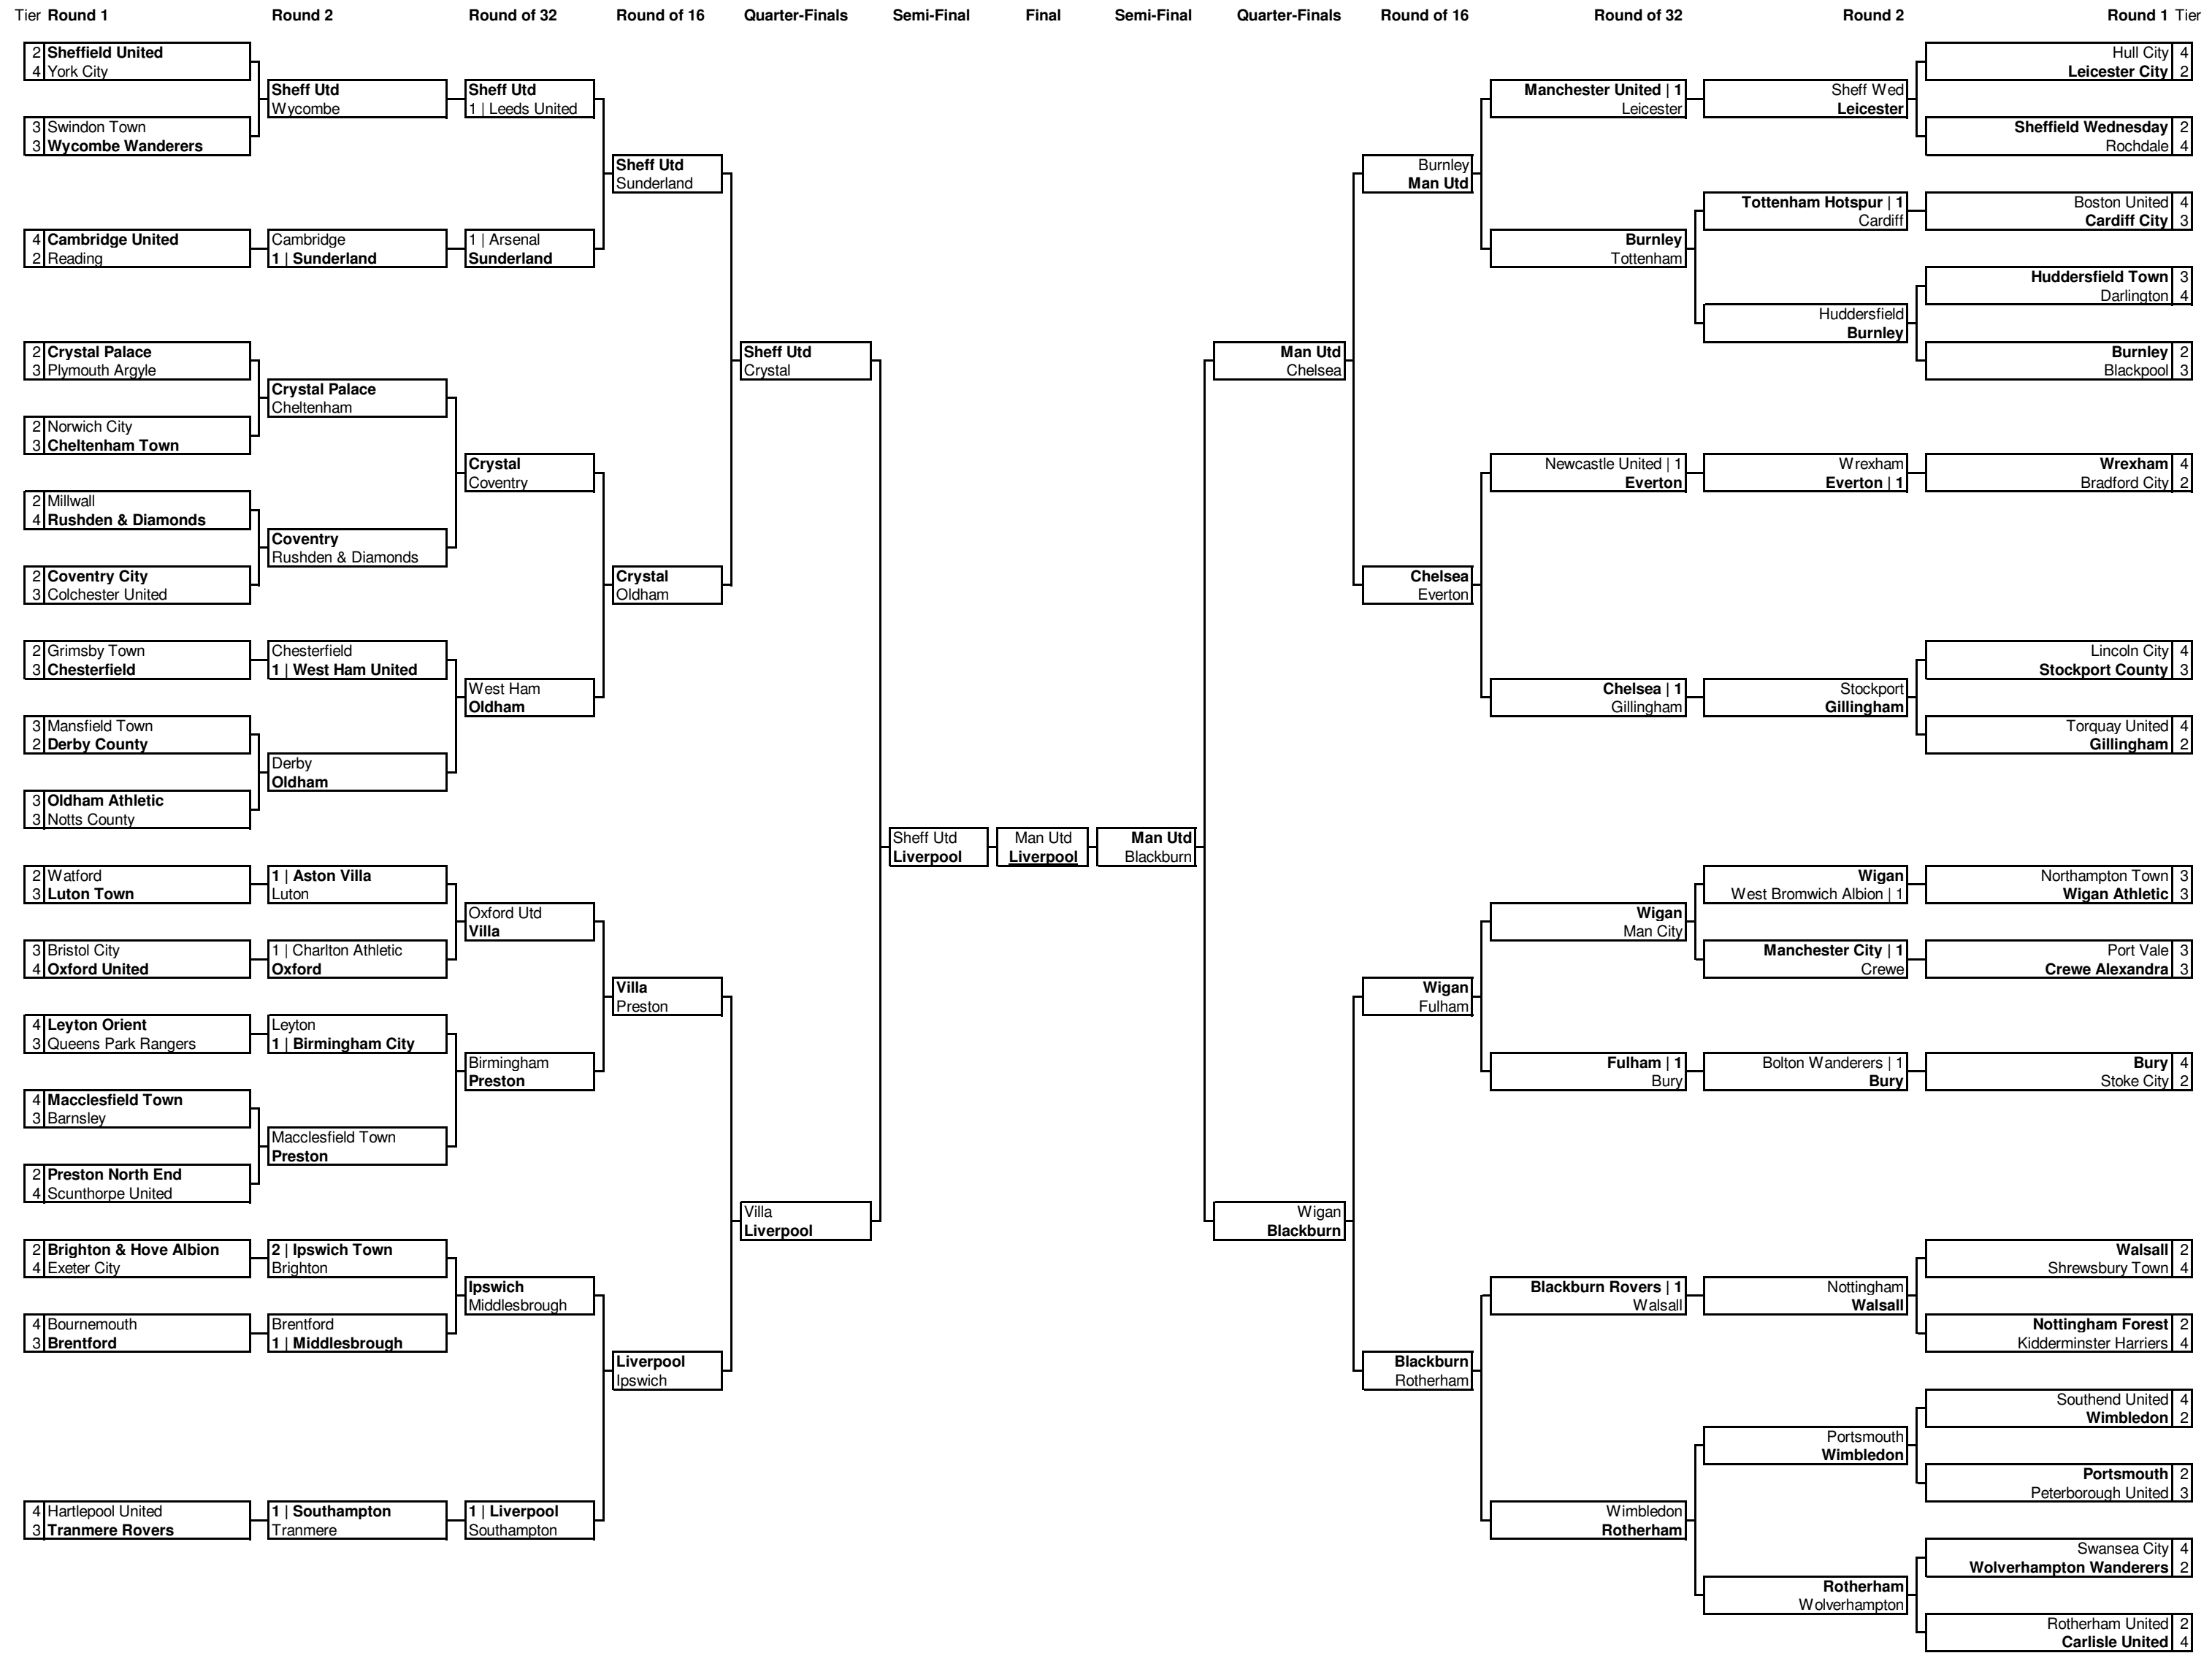 Tier Round 1 Round 2 Round of 32 Round of 16 Quarter-Finals Semi-Final Final Semi-Final Quarter-Finals Round of 16 Round of 32 Round 2 Round 1 Tier
2 Sheffield United
4 York City
3 Swindon Town
3 Wycombe Wanderers
4 Cambridge United
2 Reading
2 Crystal Palace
3 Plymouth Argyle
2 Norwich City
3 Cheltenham Town
2 Millwall
4 Rushden & Diamonds
2 Coventry City
3 Colchester United
2 Grimsby Town
3 Chesterfield
3 Mansfield Town
2 Derby County
3 Oldham Athletic
3 Notts County
2 Watford
3 Luton Town
3 Bristol City
4 Oxford United
4 Leyton Orient
3 Queens Park Rangers
4 Macclesfield Town
3 Barnsley
2 Preston North End
4 Scunthorpe United
2 Brighton & Hove Albion
4 Exeter City
4 Bournemouth
3 Brentford
4 Hartlepool United
3 Tranmere Rovers
Sheff Utd
Wycombe
Cambridge
1 | Sunderland
Crystal Palace
Cheltenham
Coventry
Rushden & Diamonds
Chesterfield
1 | West Ham United
Derby
Oldham
1 | Aston Villa
Luton
1 | Charlton Athletic
Oxford
Leyton
1 | Birmingham City
Macclesfield Town
Preston
2 | Ipswich Town
Brighton
Brentford
1 | Middlesbrough
1 | Southampton
Tranmere
Sheff Utd
1 | Leeds United
1 | Arsenal
Sunderland
Crystal
Coventry
West Ham
Oldham
Oxford Utd
Villa
Birmingham
Preston
Ipswich
Middlesbrough
1 | Liverpool
Southampton
Sheff Utd
Sunderland
Crystal
Oldham
Villa
Preston
Liverpool
Ipswich
Sheff Utd
Crystal
Villa
Liverpool
Sheff Utd
Liverpool
Man Utd
Liverpool
Man Utd
Blackburn
Man Utd
Chelsea
Wigan
Blackburn
Burnley
Man Utd
Chelsea
Everton
Wigan
Fulham
Blackburn
Rotherham
Manchester United | 1
Leicester
Burnley
Tottenham
Newcastle United | 1
Everton
Chelsea | 1
Gillingham
Wigan
Man City
Fulham | 1
Bury
Blackburn Rovers | 1
Walsall
Wimbledon
Rotherham
Sheff Wed
Leicester
Tottenham Hotspur | 1
Cardiff
Huddersfield
Burnley
Wrexham
Everton | 1
Stockport
Gillingham
Wigan
West Bromwich Albion | 1
Manchester City | 1
Crewe
Bolton Wanderers | 1
Bury
Nottingham
Walsall
Portsmouth
Wimbledon
Rotherham
Wolverhampton
Hull City 4
Leicester City 2
Sheffield Wednesday 2
Rochdale 4
Boston United 4
Cardiff City 3
Huddersfield Town 3
Darlington 4
Burnley 2
Blackpool 3
Wrexham 4
Bradford City 2
Lincoln City 4
Stockport County 3
Torquay United 4
Gillingham 2
Northampton Town 3
Wigan Athletic 3
Port Vale 3
Crewe Alexandra 3
Bury 4
Stoke City 2
Walsall 2
Shrewsbury Town 4
Nottingham Forest 2
Kidderminster Harriers 4
Southend United 4
Wimbledon 2
Portsmouth 2
Peterborough United 3
Swansea City 4
Wolverhampton Wanderers 2
Rotherham United 2
Carlisle United 4